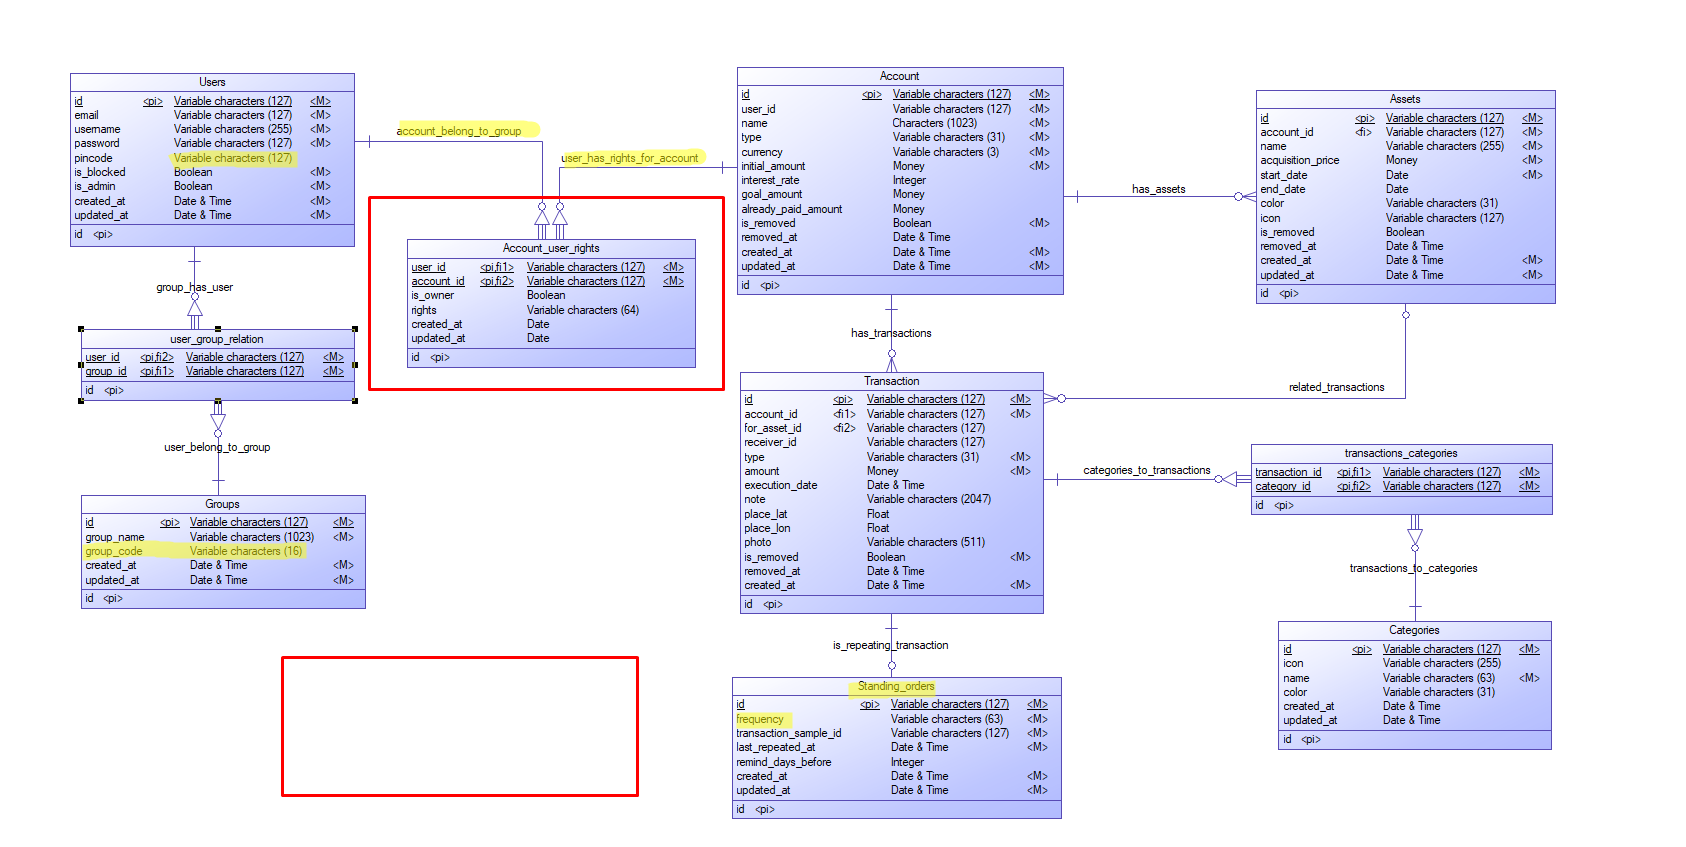 Users
id <pi> Variable characters (127) <M>
email Variable characters (127) <M>
username Variable characters (255) <M>
password Variable characters (127) <M>
pincode Variable characters (127)
is_blocked Boolean <M>
is_admin Boolean <M>
created_at Date & Time <M>
updated_at Date & Time <M>
id <pi>
account_belong_to_group
user_has_rights_for_account
Account
id <pi> Variable characters (127) <M>
user_id Variable characters (127) <M>
name Characters (1023) <M>
type Variable characters (31) <M>
currency Variable characters (3) <M>
initial_amount Money <M>
interest_rate Integer
goal_amount Money
already_paid_amount Money
is_removed Boolean <M>
removed_at Date & Time
created_at Date & Time <M>
updated_at Date & Time <M>
id <pi>
has_assets
Assets
id <pi> Variable characters (127) <M>
account_id <fi> Variable characters (127) <M>
name Variable characters (255) <M>
acquisition_price Money <M>
start_date Date <M>
end_date Date
color Variable characters (31)
icon Variable characters (127)
is_removed Boolean
removed_at Date & Time
created_at Date & Time <M>
updated_at Date & Time <M>
id <pi>
Account_user_rights
user_id <pi,fi1> Variable characters (127) <M>
account_id <pi,fi2> Variable characters (127) <M>
is_owner Boolean
rights Variable characters (64)
created_at Date
updated_at Date
id <pi>
group_has_user
user_group_relation
user_id <pi,fi2> Variable characters (127) <M>
group_id <pi,fi1> Variable characters (127) <M>
id <pi>
user_belong_to_group
Groups
id <pi> Variable characters (127) <M>
group_name Variable characters (1023) <M>
group_code Variable characters (16)
created_at Date & Time <M>
updated_at Date & Time <M>
id <pi>
has_transactions
Transaction
id <pi> Variable characters (127) <M>
account_id <fi1> Variable characters (127) <M>
for_asset_id <fi2> Variable characters (127)
receiver_id Variable characters (127)
type Variable characters (31) <M>
amount Money <M>
execution_date Date & Time
note Variable characters (2047)
place_lat Float
place_lon Float
photo Variable characters (511)
is_removed Boolean <M>
removed_at Date & Time
created_at Date & Time <M>
id <pi>
related_transactions
categories_to_transactions
transactions_categories
transaction_id <pi,fi1> Variable characters (127) <M>
category_id <pi,fi2> Variable characters (127) <M>
id <pi>
transactions_to_categories
Categories
id <pi> Variable characters (127) <M>
icon Variable characters (255)
name Variable characters (63) <M>
color Variable characters (31)
created_at Date & Time
updated_at Date & Time
id <pi>
is_repeating_transaction
Standing_orders
id <pi> Variable characters (127) <M>
frequency Variable characters (63) <M>
transaction_sample_id Variable characters (127) <M>
last_repeated_at Date & Time <M>
remind_days_before Integer
created_at Date & Time <M>
updated_at Date & Time <M>
id <pi>